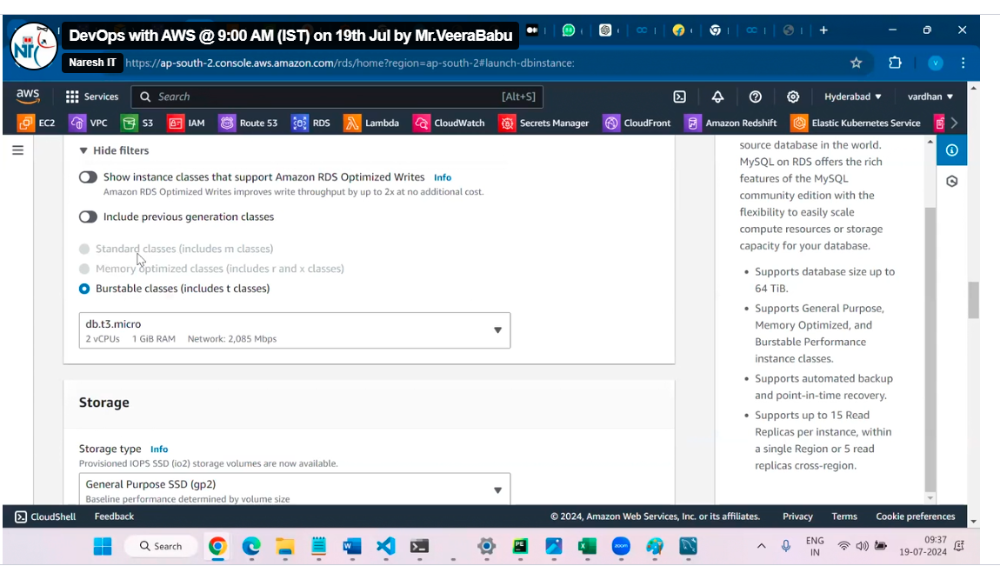 DevOps with AWS @ 9:00 AM (IST) on 19th Jul by Mr.VeeraBabu
NIT
Naresh IT
https://ap-south-2.console.aws.amazon.com/rds/home?region=ap-south-2#launch-dbinstance:
aws
Services
Search
[Alt+S]
Hyderabad
vardhan
EC2 VPC S3 IAM Route 53 RDS Lambda CloudWatch Secrets Manager CloudFront Amazon Redshift Elastic Kubernetes Service
Hide filters
Show instance classes that support Amazon RDS Optimized Writes Info
Amazon RDS Optimized Writes improves write throughput by up to 2x at no additional cost.
Include previous generation classes
Standard classes (includes m classes)
Memory optimized classes (includes r and x classes)
Burstable classes (includes t classes)
db.t3.micro
2 vCPUs 1 GiB RAM Network: 2,085 Mbps
Storage
Storage type Info
Provisioned IOPS SSD (io2) storage volumes are now available.
General Purpose SSD (gp2)
Baseline performance determined by volume size
source database in the world.
MySQL on RDS offers the rich
features of the MySQL
community edition with the
flexibility to easily scale
compute resources or storage
capacity for your database.
• Supports database size up to
64 TiB.
• Supports General Purpose,
Memory Optimized, and
Burstable Performance
instance classes.
• Supports automated backup
and point-in-time recovery.
• Supports up to 15 Read
Replicas per instance, within
a single Region or 5 read
replicas cross-region.
CloudShell Feedback © 2024, Amazon Web Services, Inc. or its affiliates. Privacy Terms Cookie preferences
Search
zoom
ENG
IN
09:37
19-07-2024